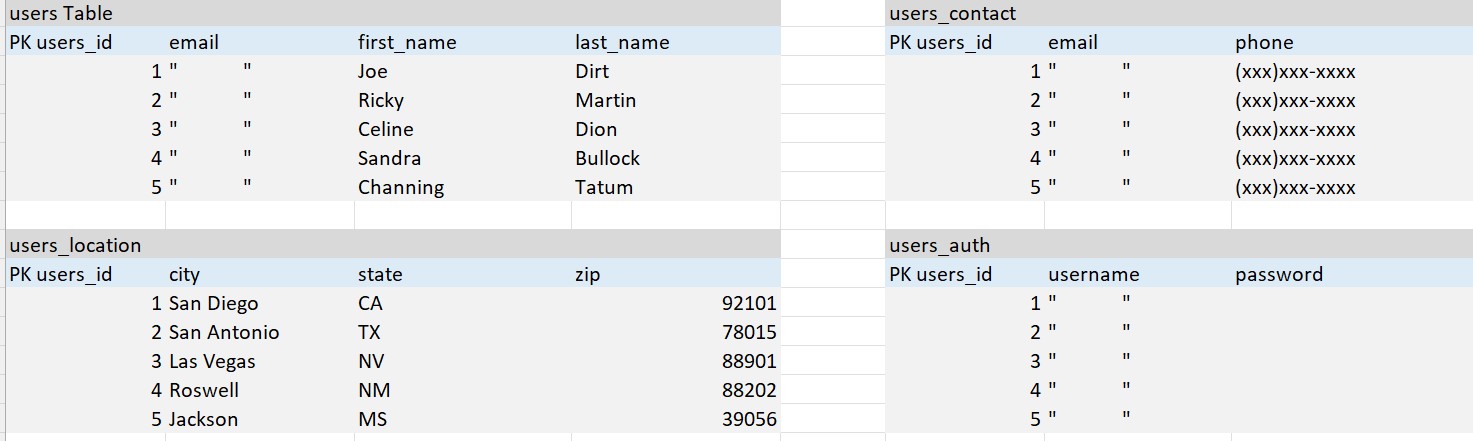 users Table
PK users_id email first_name last_name
1 " " Joe Dirt
2 " " Ricky Martin
3 " " Celine Dion
4 " " Sandra Bullock
5 " " Channing Tatum
users_contact
PK users_id email phone
1 " " (xxx)xxx-xxxx
2 " " (xxx)xxx-xxxx
3 " " (xxx)xxx-xxxx
4 " " (xxx)xxx-xxxx
5 " " (xxx)xxx-xxxx
users_location
PK users_id city state zip
1 San Diego CA 92101
2 San Antonio TX 78015
3 Las Vegas NV 88901
4 Roswell NM 88202
5 Jackson MS 39056
users_auth
PK users_id username password
1 " "
2 " "
3 " "
4 " "
5 " "